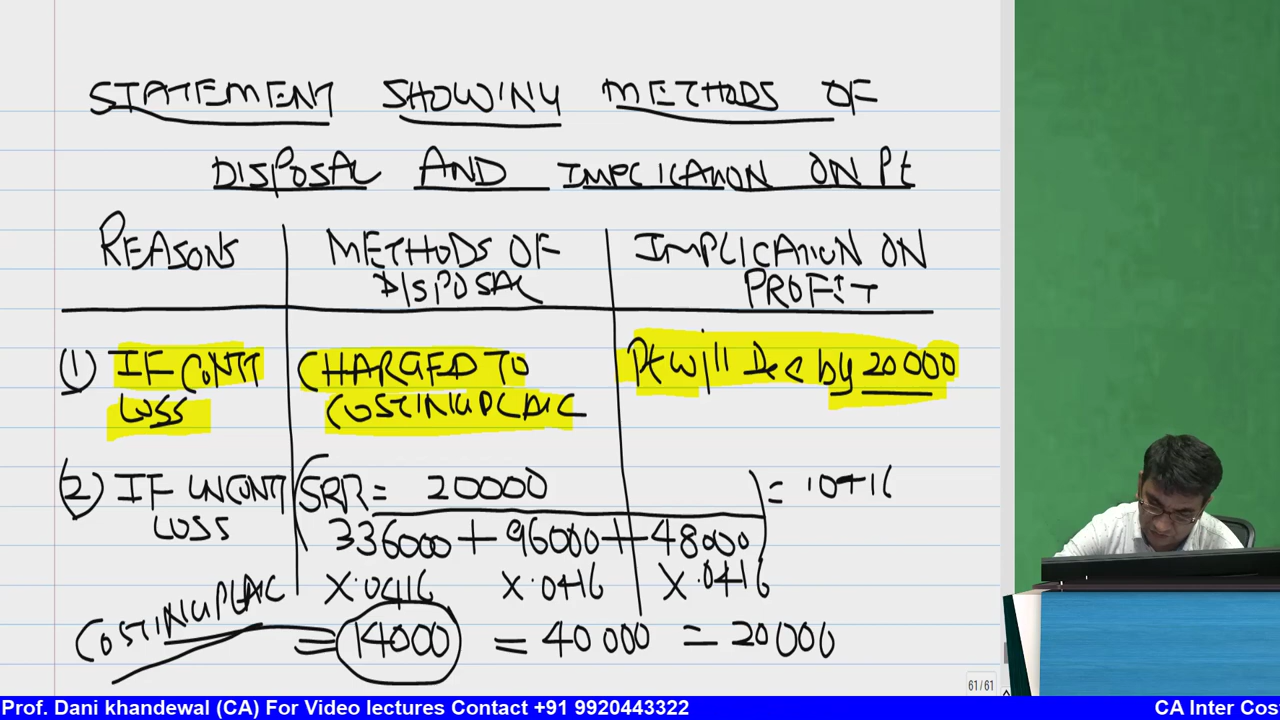 STATEMENT SHOWING METHODS OF
DISPOSAL AND IMPLICATION ON Pt
REASONS METHODS OF DISPOSAL IMPLICATION ON PROFIT
(1) IF CONTT LOSS CHARGED TO COSTING P/L A/C Pt will Dec by 20000
(2) IF UNCONTT LOSS (SRR = 20000 ) = .0416
336000 + 96000 + 48000
X .0416 X .0416 X .0416
COSTING P/L A/C = 14000 = 40000 = 20000
61/61
Prof. Dani khandewal (CA) For Video lectures Contact +91 9920443322
CA Inter Cos